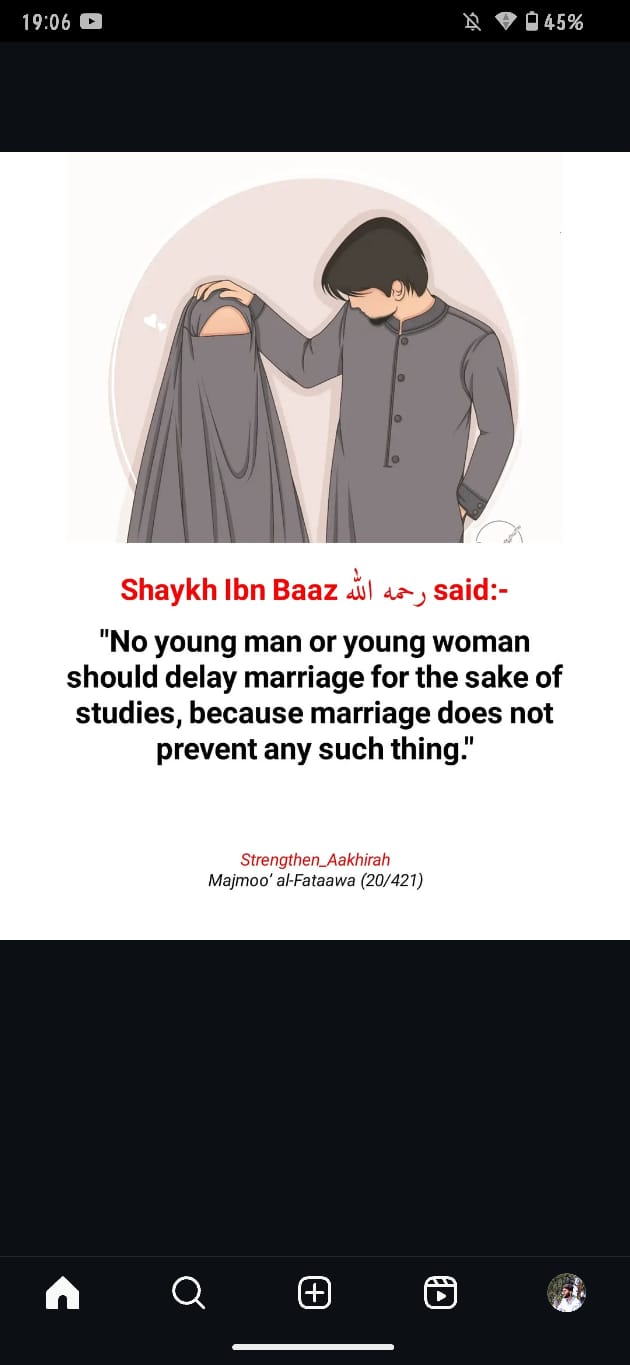 19:06
45%
Shaykh Ibn Baaz رحمه الله said:-
"No young man or young woman
should delay marriage for the sake of
studies, because marriage does not
prevent any such thing."
Strengthen_Aakhirah
Majmoo’ al-Fataawa (20/421)